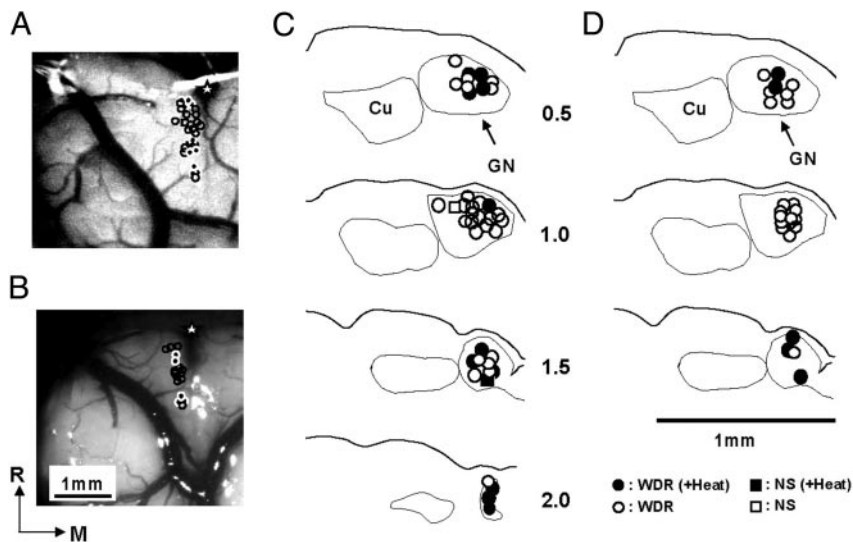 A
B
1mm
R
M
C
Cu
GN
0.5
1.0
1.5
2.0
D
Cu
GN
1mm
: WDR (+Heat)
: NS (+Heat)
: WDR
: NS